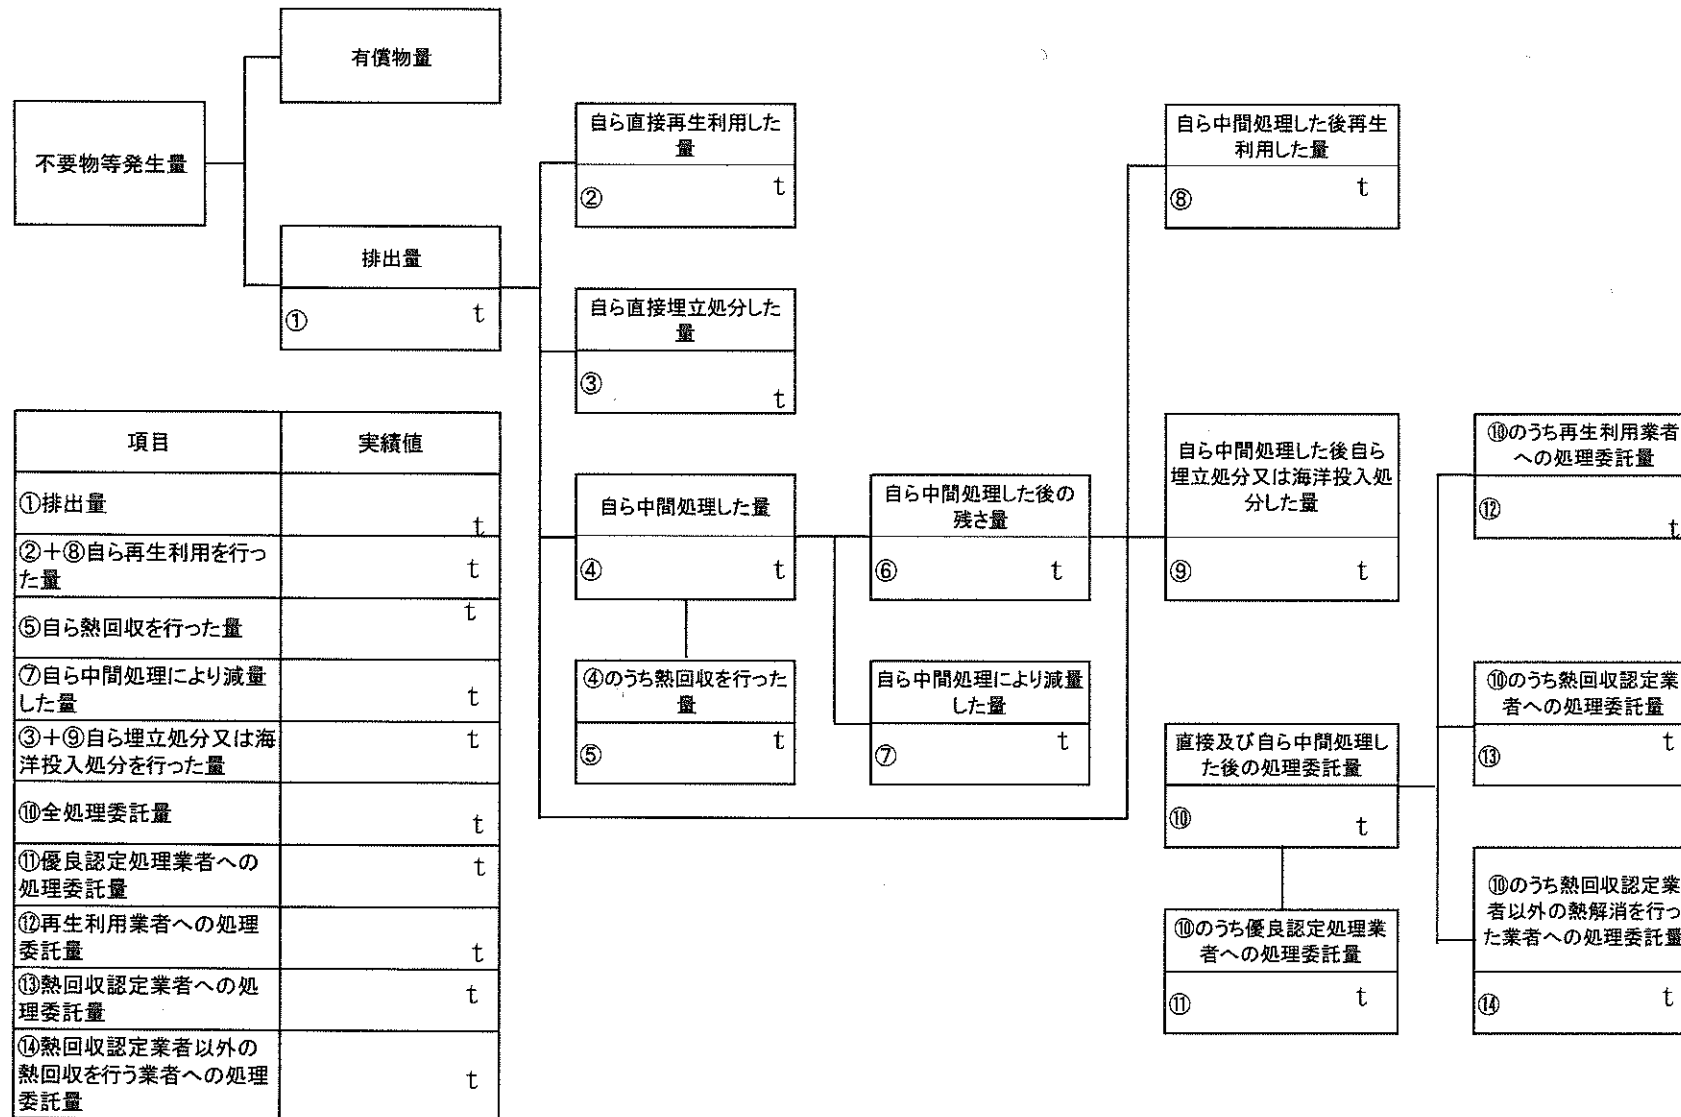 有償物量
不要物等発生量
排出量
①
t
自ら直接再生利用した
量
②
t
自ら直接埋立処分した
量
③
t
自ら中間処理した量
④
t
④のうち熱回収を行った
量
⑤
t
自ら中間処理した後の
残さ量
⑥
t
自ら中間処理により減量
した量
⑦
t
自ら中間処理した後再生
利用した量
⑧
t
自ら中間処理した後自ら
埋立処分又は海洋投入処
分した量
⑨
t
直接及び自ら中間処理し
た後の処理委託量
⑩
t
⑩のうち優良認定処理業
者への処理委託量
⑪
t
⑩のうち再生利用業者
への処理委託量
⑫
t
⑩のうち熱回収認定業
者への処理委託量
⑬
t
⑩のうち熱回収認定業
者以外の熱解消を行っ
た業者への処理委託量
⑭
t
項目
実績値
①排出量
t
②+⑧自ら再生利用を行っ
た量
t
⑤自ら熱回収を行った量
t
⑦自ら中間処理により減量
した量
t
③+⑨自ら埋立処分又は海
洋投入処分を行った量
t
⑩全処理委託量
t
⑪優良認定処理業者への
処理委託量
t
⑫再生利用業者への処理
委託量
t
⑬熱回収認定業者への処
理委託量
t
⑭熱回収認定業者以外の
熱回収を行う業者への処理
委託量
t